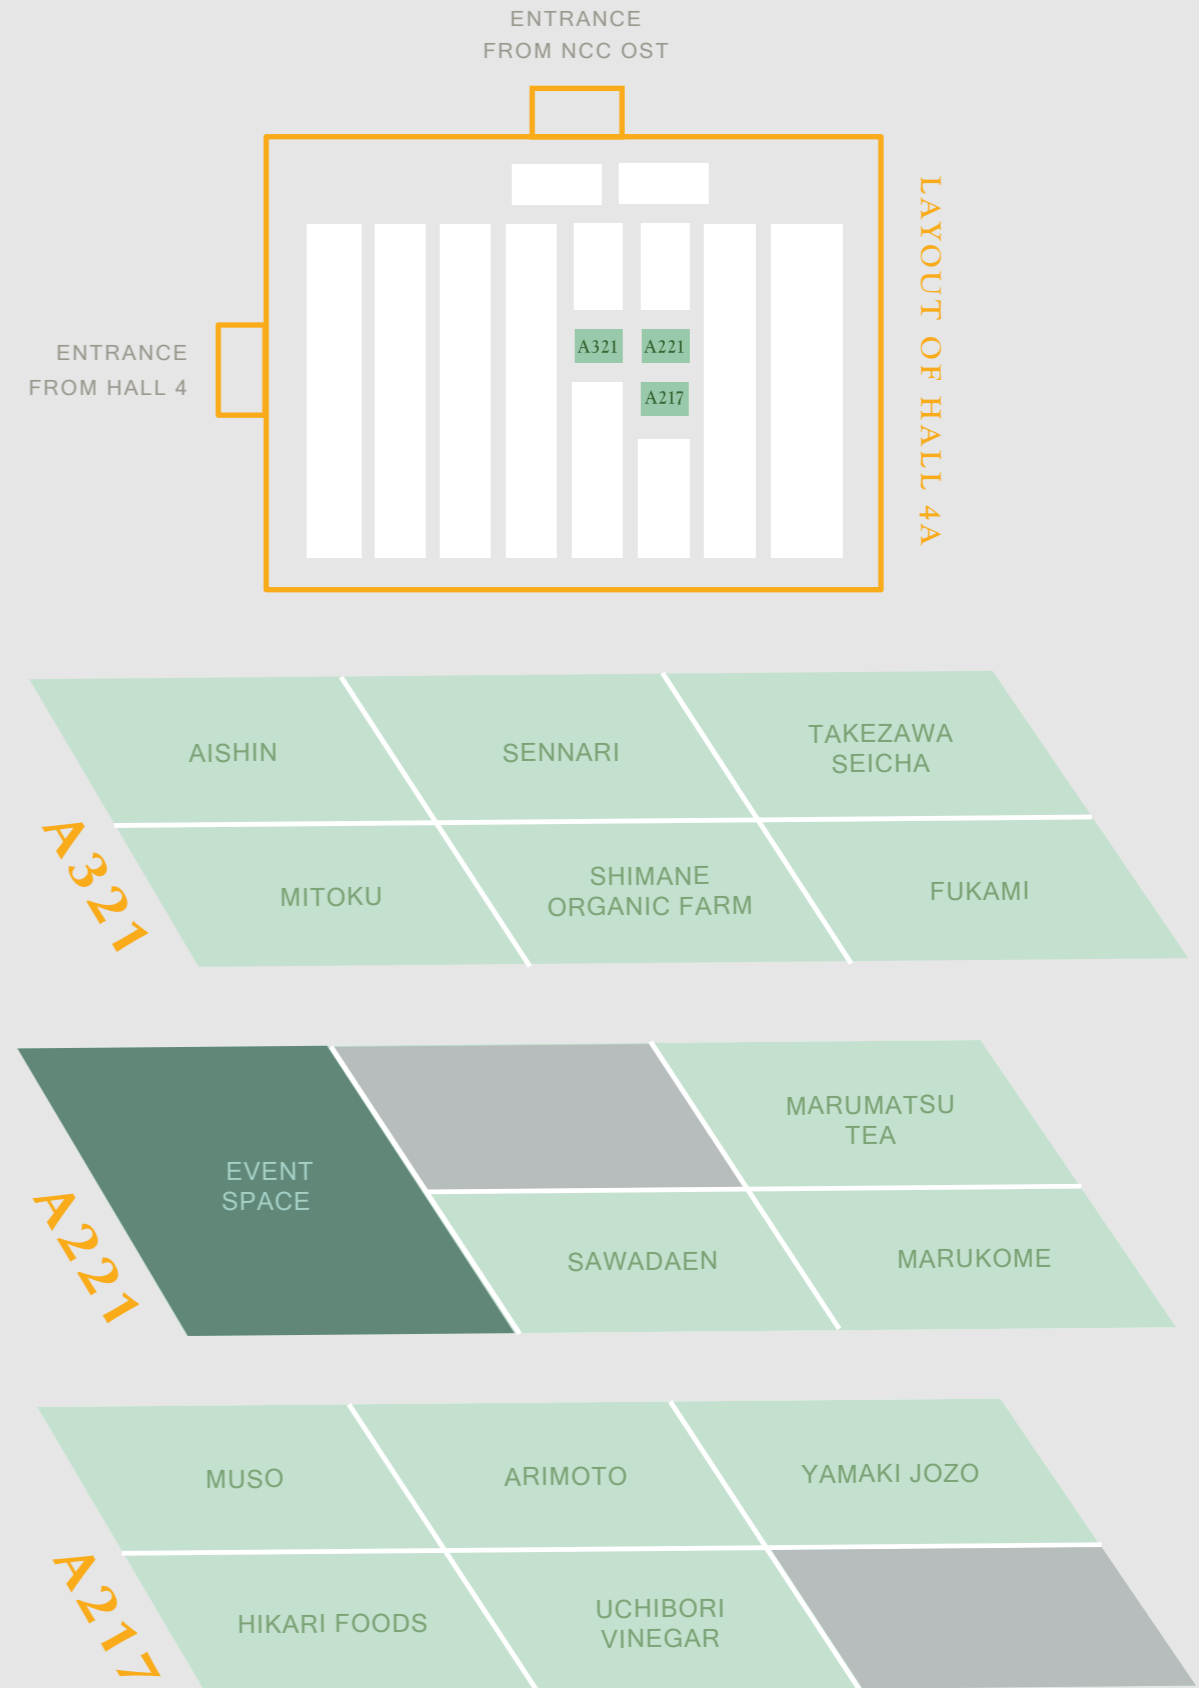 ENTRANCE
FROM NCC OST
LAYOUT OF HALL 4A
ENTRANCE
FROM HALL 4
A321
A221
A217
AISHIN
SENNARI
TAKEZAWA
SEICHA
A321
MITOKU
SHIMANE
ORGANIC FARM
FUKAMI
EVENT
SPACE
MARUMATSU
TEA
A221
SAWADAEN
MARUKOME
MUSO
ARIMOTO
YAMAKI JOZO
A217
HIKARI FOODS
UCHIBORI
VINEGAR